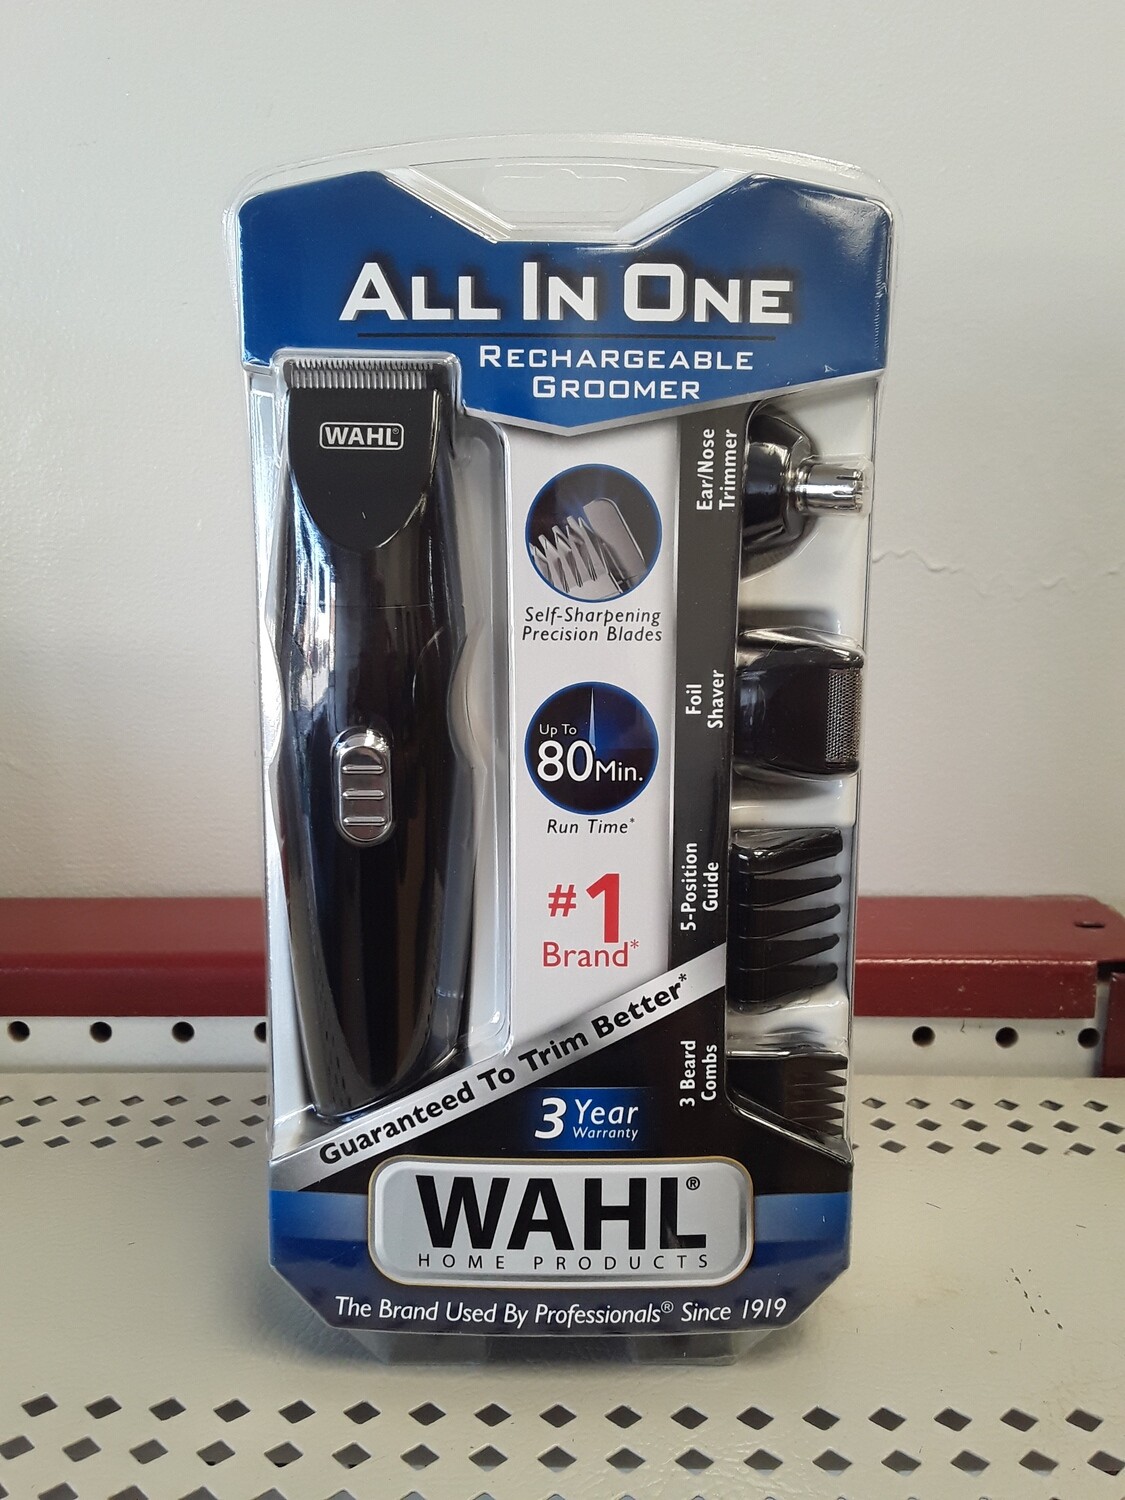 ALL IN ONE
RECHARGEABLE
GROOMER
WAHL®
Ear/Nose
Trimmer
Self-Sharpening
Precision Blades
Foil
Shaver
Up To
80 Min.
Run Time*
5-Position
Guide
#1
Brand*
Guaranteed To Trim Better*
3 Beard
Combs
3 Year
Warranty
WAHL®
HOME PRODUCTS
The Brand Used By Professionals® Since 1919